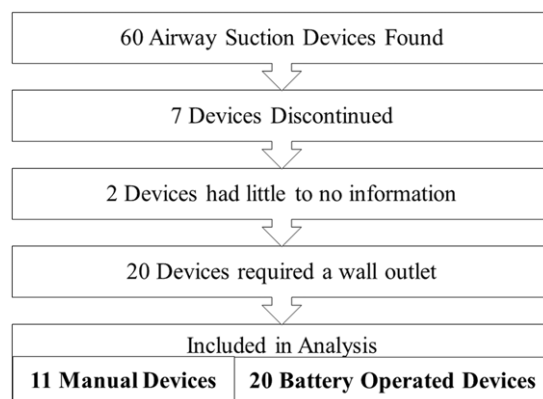 60 Airway Suction Devices Found
7 Devices Discontinued
2 Devices had little to no information
20 Devices required a wall outlet
Included in Analysis
11 Manual Devices
20 Battery Operated Devices